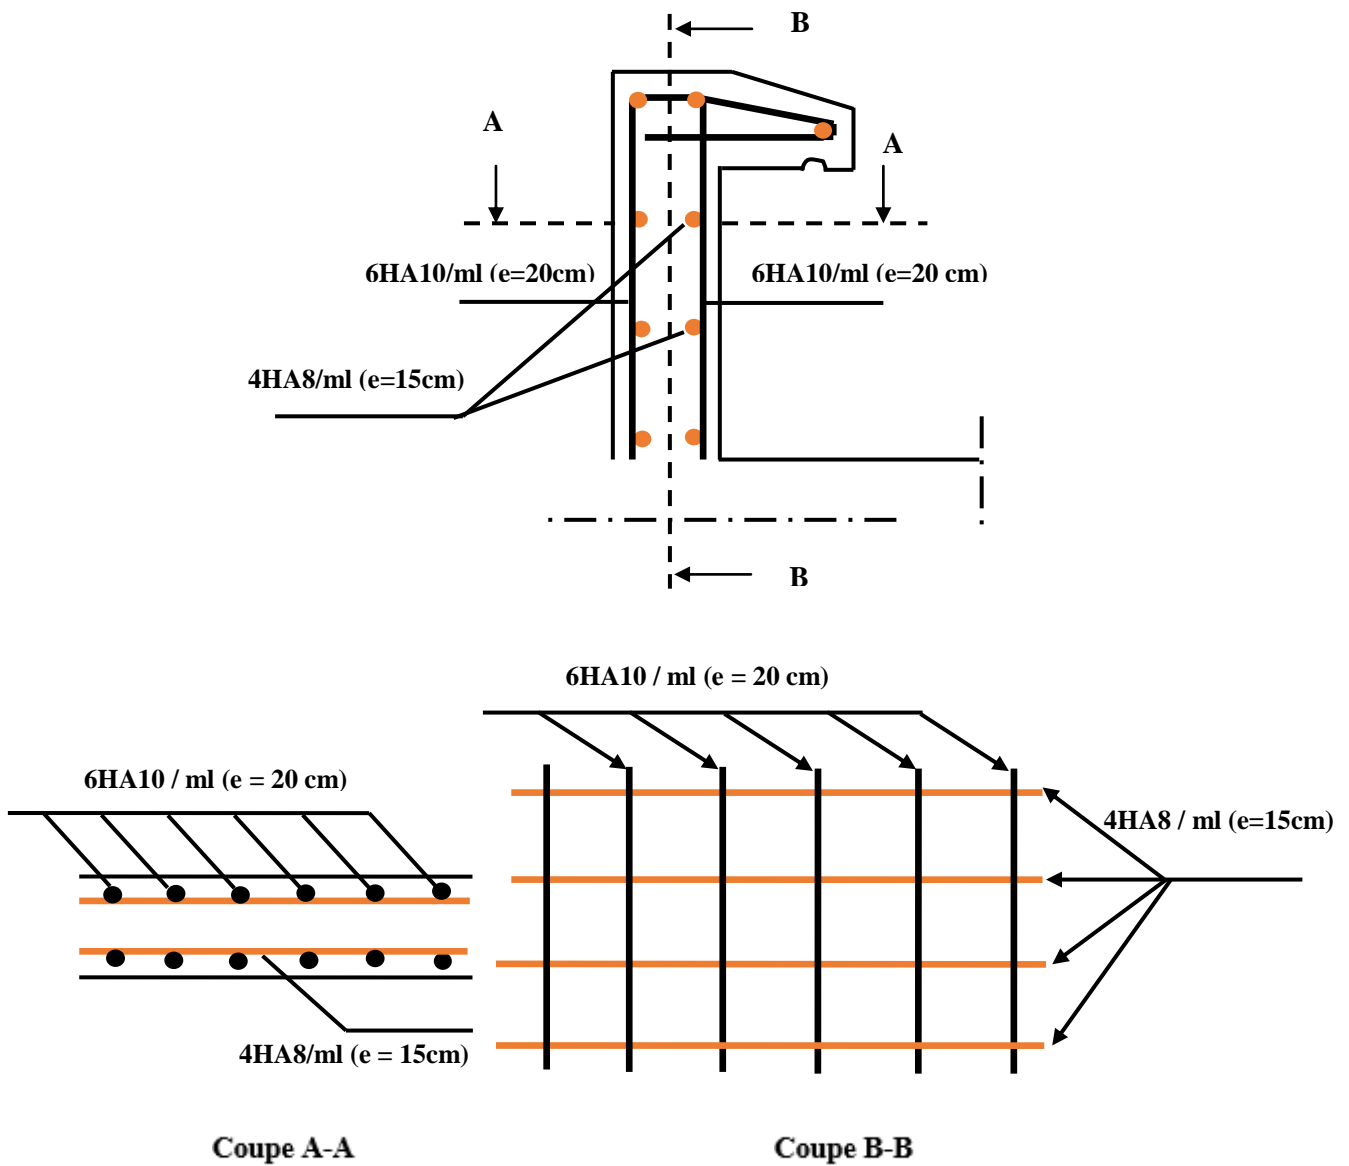 B
A
A
6HA10/ml (e=20cm)
6HA10/ml (e=20 cm)
4HA8/ml (e=15cm)
B
6HA10 / ml (e = 20 cm)
6HA10 / ml (e = 20 cm)
4HA8 / ml (e=15cm)
4HA8/ml (e = 15cm)
Coupe A-A
Coupe B-B